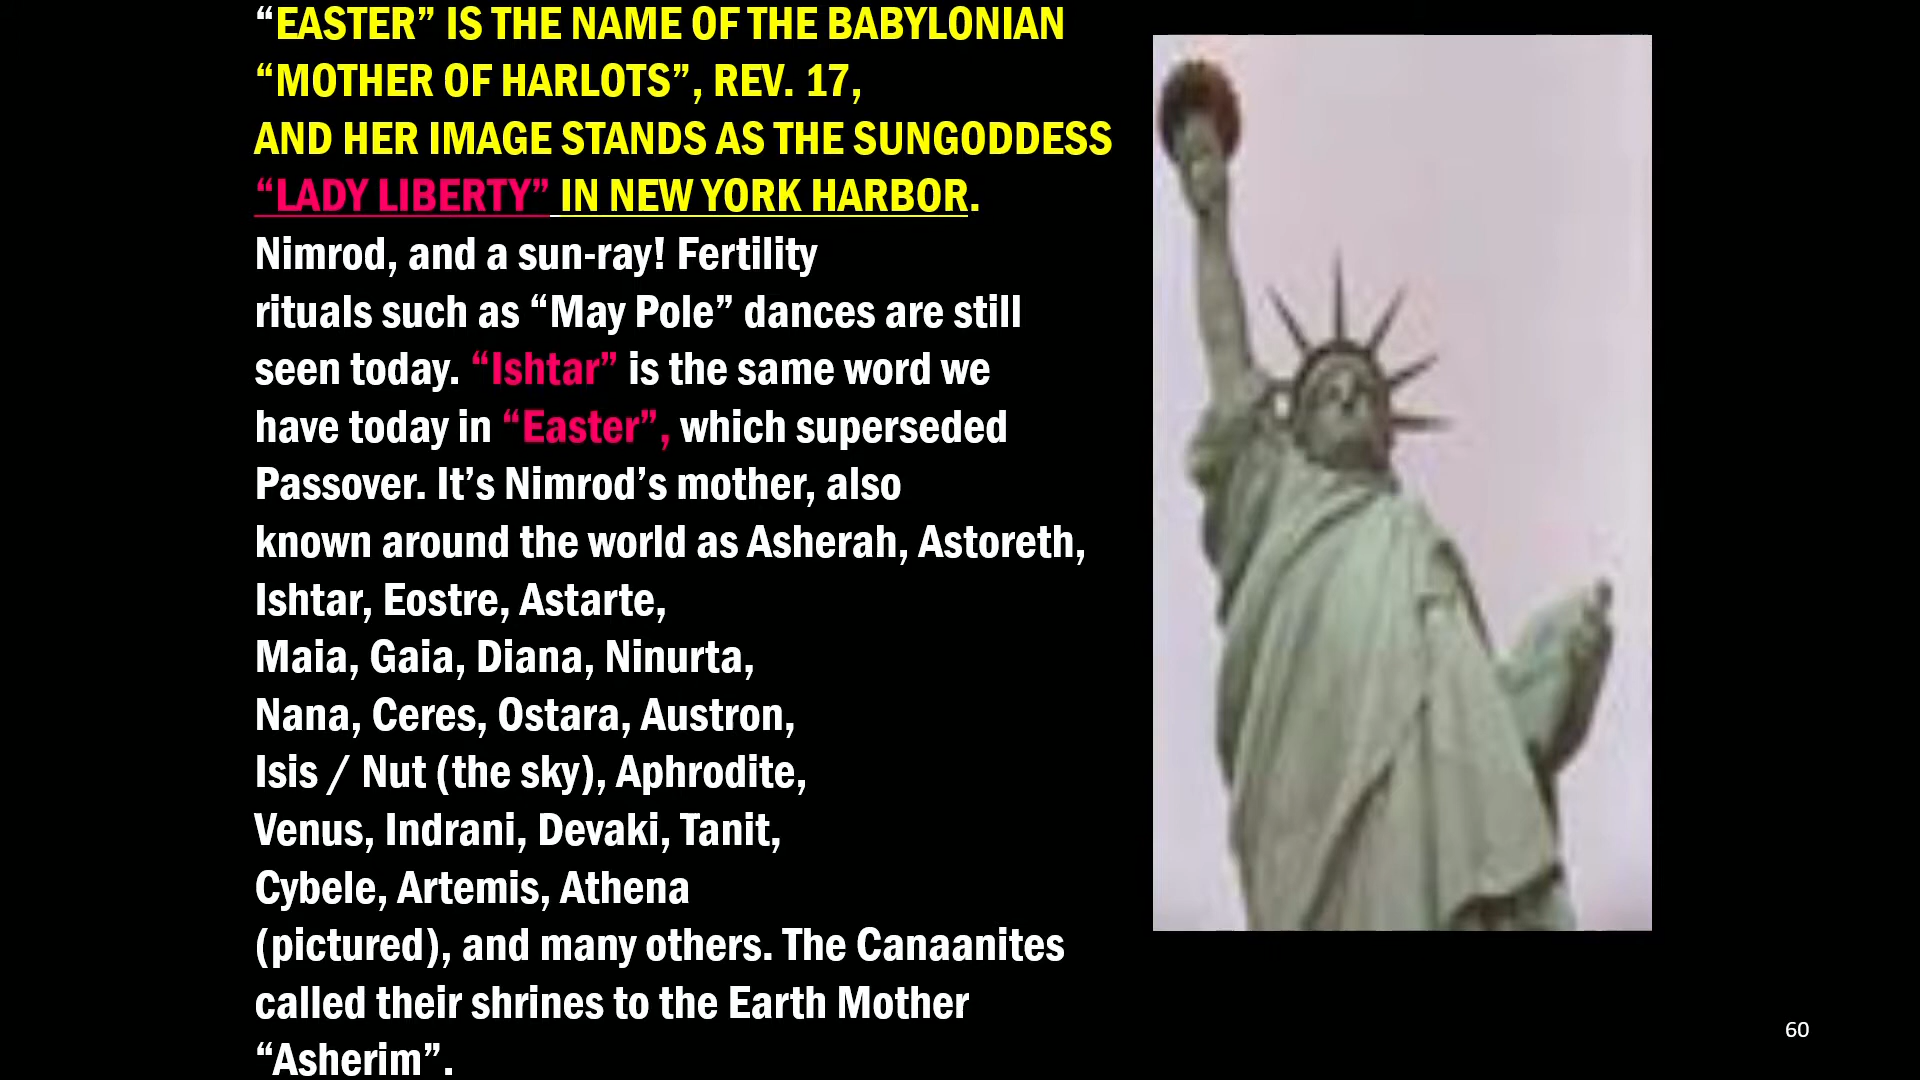 “EASTER” IS THE NAME OF THE BABYLONIAN
“MOTHER OF HARLOTS”, REV. 17,
AND HER IMAGE STANDS AS THE SUNGODDESS
“LADY LIBERTY” IN NEW YORK HARBOR.
Nimrod, and a sun-ray! Fertility
rituals such as “May Pole” dances are still
seen today. “Ishtar” is the same word we
have today in “Easter”, which superseded
Passover. It’s Nimrod’s mother, also
known around the world as Asherah, Astoreth,
Ishtar, Eostre, Astarte,
Maia, Gaia, Diana, Ninurta,
Nana, Ceres, Ostara, Austron,
Isis / Nut (the sky), Aphrodite,
Venus, Indrani, Devaki, Tanit,
Cybele, Artemis, Athena
(pictured), and many others. The Canaanites
called their shrines to the Earth Mother
“Asherim”.
60